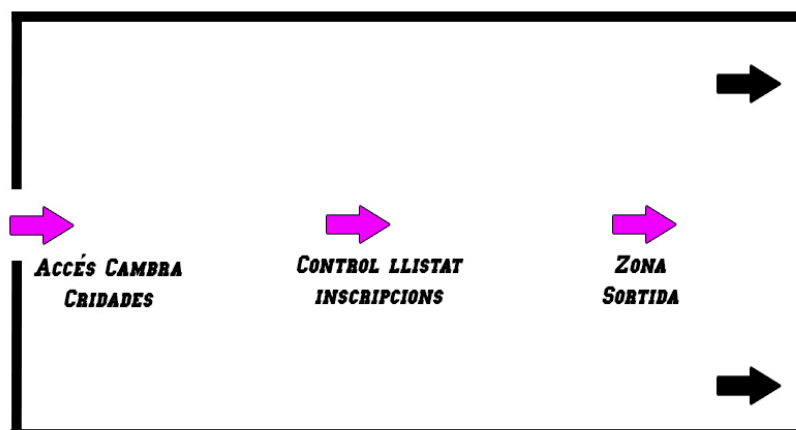 Accés Cambra
Cridades
Control llistat
inscripcions
Zona
Sortida